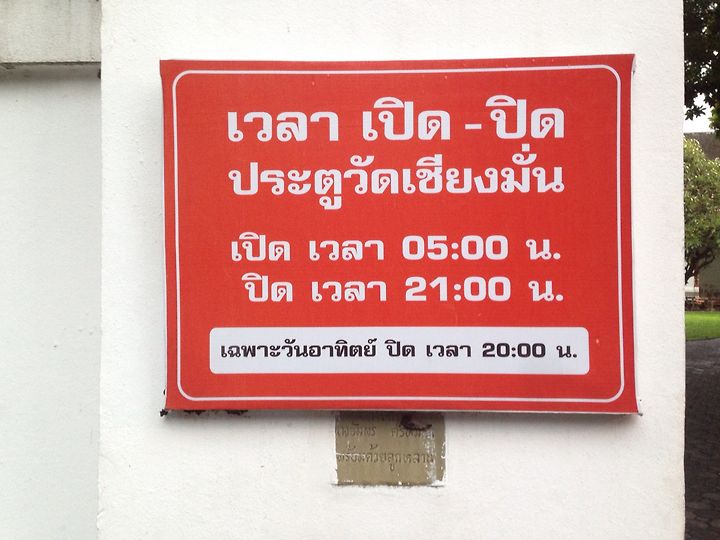 เวลา เปิด - ปิด
ประตูวัดเชียงมั่น
เปิด เวลา 05:00 น.
ปิด เวลา 21:00 น.
เฉพาะวันอาทิตย์ ปิด เวลา 20:00 น.